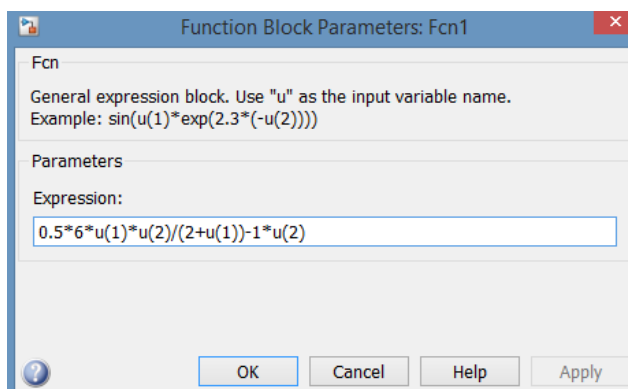 Function Block Parameters: Fcn1
Fcn
General expression block. Use "u" as the input variable name.
Example: sin(u(1)*exp(2.3*(-u(2))))
Parameters
Expression:
0.5*6*u(1)*u(2)/(2+u(1))-1*u(2)
OK Cancel Help Apply